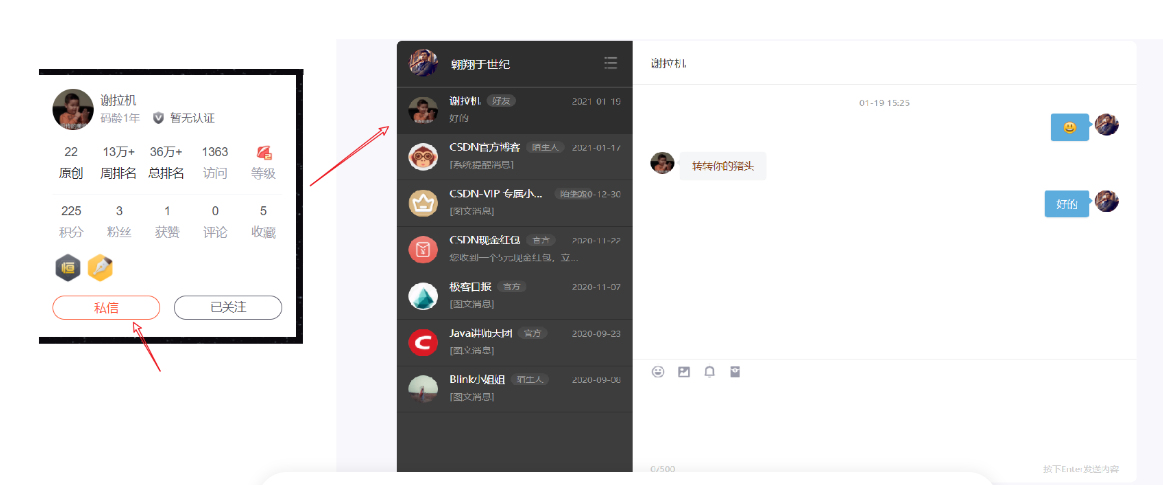 谢拉机
码龄1年 暂无认证
22 13万+ 36万+ 1363
原创 周排名 总排名 访问 等级
225 3 1 0 5
积分 粉丝 获赞 评论 收藏
私信 已关注
翱翔于世纪
谢拉机 好友 2021-01-19
好的
CSDN官方博客 陌生人 2021-01-17
[系统提醒消息]
CSDN-VIP 专属小... 0-12-30
[图文消息]
CSDN现金红包 官方 2020-11-22
您收到一个5元现金红包，立...
极客日报 官方 2020-11-07
[图文消息]
Java讲师大团 官方 2020-09-23
[图文消息]
Blink小姐姐 陌生人 2020-09-08
[图文消息]
谢拉机
01-19 15:25
转转你的猪头
好的
0/500
按下Enter发送内容